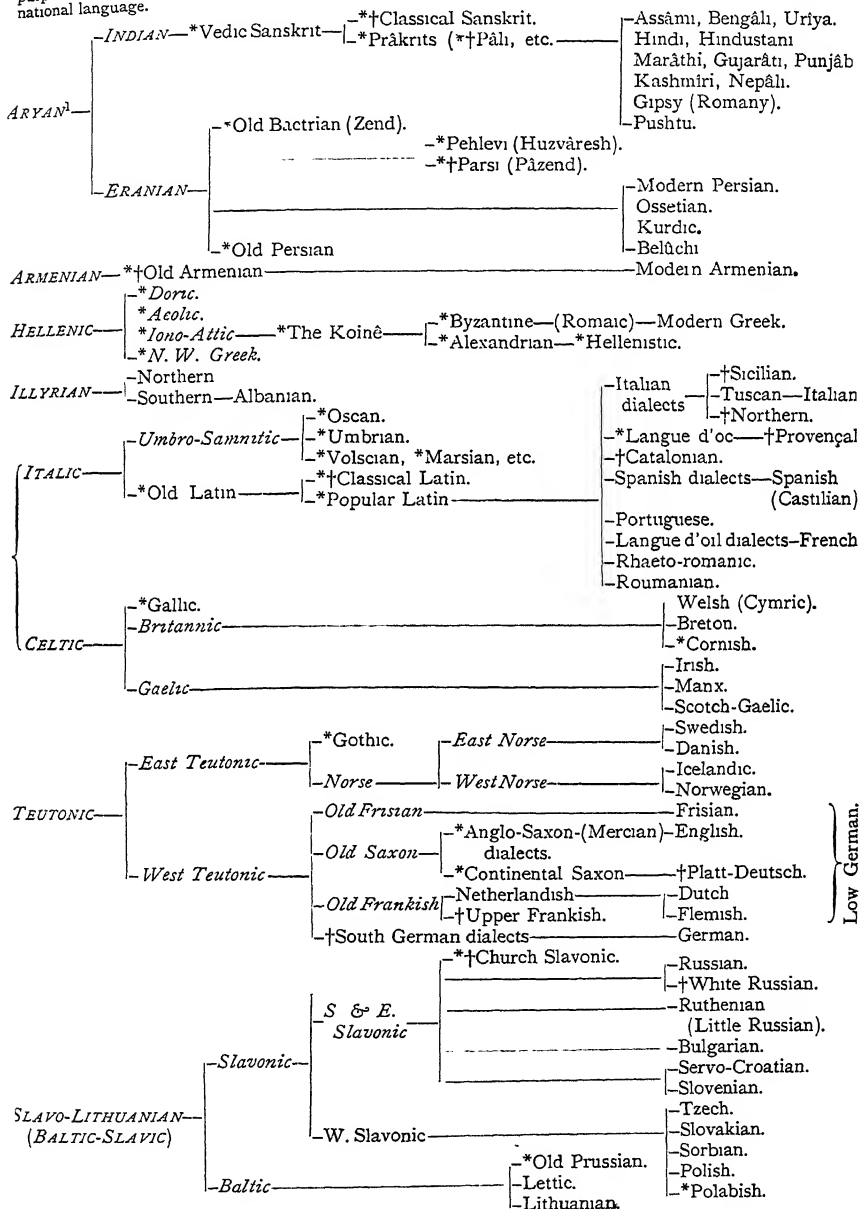 national language.
*†Classical Sanskrit.
INDIAN *Vedic Sanskrit
*Prâkrits (*†Pâli, etc.
Assâmi, Bengâli, Urîya.
Hindi, Hindustani
Marâthi, Gujarâti, Punjâb
Kashmiri, Nepâli.
Gipsy (Romany).
Pushtu.
ARYAN¹
*Old Bactrian (Zend).
*Pehlevi (Huzvâresh).
*†Parsi (Pâzend).
ERANIAN
Modern Persian.
Ossetian.
Kurdic.
Belûchi
*Old Persian
ARMENIAN *†Old Armenian Modern Armenian.
*Doric.
*Aeolic.
HELLENIC *Iono-Attic *The Koinê
*Byzantine—(Romaic)—Modern Greek.
*Alexandrian—*Hellenistic.
*N. W. Greek.
ILLYRIAN
Northern
Southern—Albanian.
ITALIC
Umbro-Samnitic
*Oscan.
*Umbrian.
*Volscian, *Marsian, etc.
*Old Latin
*†Classical Latin.
*Popular Latin
Italian dialects
†Sicilian.
Tuscan—Italian
†Northern.
*Langue d'oc—†Provençal
†Catalonian.
Spanish dialects—Spanish
(Castilian)
Portuguese.
Langue d'oil dialects–French
Rhaeto-romanic.
Roumanian.
CELTIC
*Gallic.
Britannic
Welsh (Cymric).
Breton.
*Cornish.
Gaelic
Irish.
Manx.
Scotch-Gaelic.
TEUTONIC
East Teutonic
*Gothic.
Norse
East Norse
Swedish.
Danish.
West Norse
Icelandic.
Norwegian.
West Teutonic
Old Frisian Frisian.
Old Saxon
*Anglo-Saxon-(Mercian)-English.
dialects.
*Continental Saxon †Platt-Deutsch.
Old Frankish
Netherlandish
†Upper Frankish.
Dutch
Flemish.
†South German dialects German.
Low German.
SLAVO-LITHUANIAN
(BALTIC-SLAVIC)
Slavonic
S & E.
Slavonic
*†Church Slavonic.
Russian.
†White Russian.
Ruthenian
(Little Russian).
Bulgarian.
Servo-Croatian.
Slovenian.
W. Slavonic
Tzech.
Slovakian.
Sorbian.
Polish.
*Polabish.
Baltic
*Old Prussian.
Lettic.
Lithuanian.